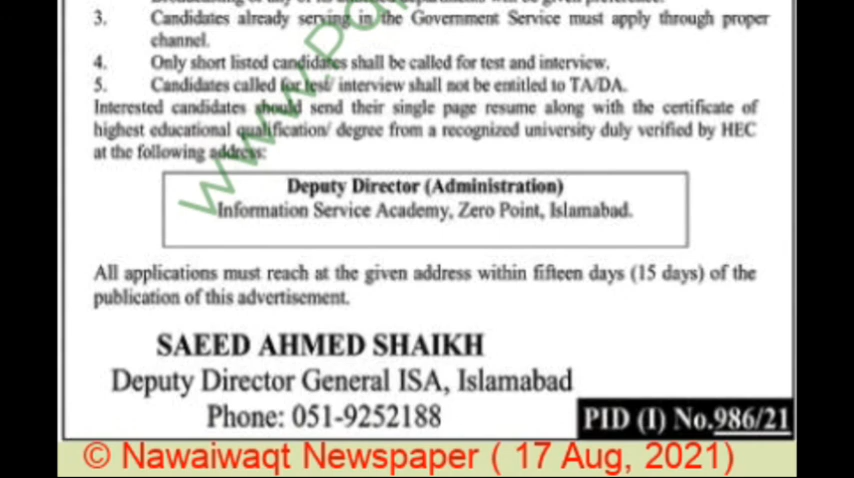 3. Candidates already serving in the Government Service must apply through proper
channel.
4. Only short listed candidates shall be called for test and interview.
5. Candidates called for test/ interview shall not be entitled to TA/DA.
Interested candidates should send their single page resume along with the certificate of
highest educational qualification/ degree from a recognized university duly verified by HEC
at the following address:
Deputy Director (Administration)
Information Service Academy, Zero Point, Islamabad.
All applications must reach at the given address within fifteen days (15 days) of the
publication of this advertisement.
SAEED AHMED SHAIKH
Deputy Director General ISA, Islamabad
Phone: 051-9252188
PID (I) No.986/21
© Nawaiwaqt Newspaper ( 17 Aug, 2021)